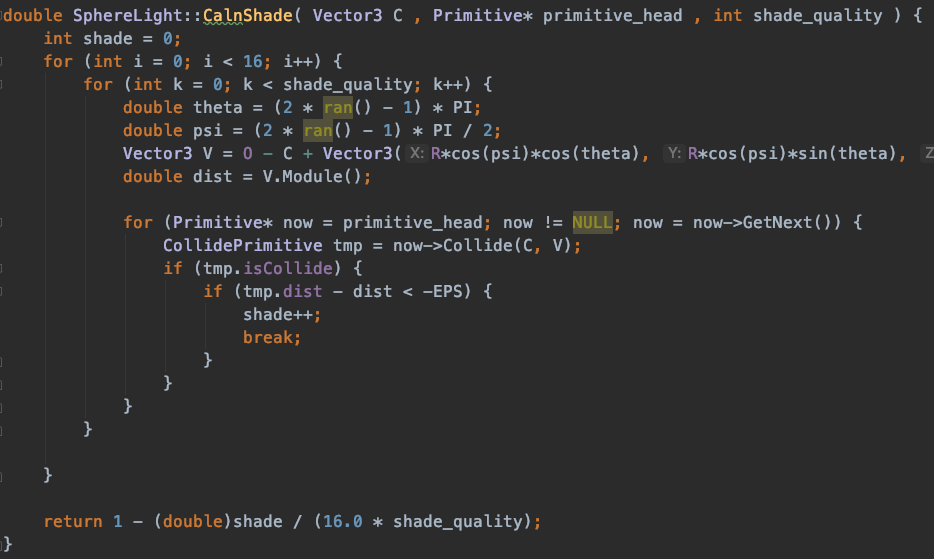 double SphereLight::CalnShade( Vector3 C , Primitive* primitive_head , int shade_quality ) {
int shade = 0;
for (int i = 0; i < 16; i++) {
for (int k = 0; k < shade_quality; k++) {
double theta = (2 * ran() - 1) * PI;
double psi = (2 * ran() - 1) * PI / 2;
Vector3 V = O - C + Vector3( X: R*cos(psi)*cos(theta), Y: R*cos(psi)*sin(theta), Z
double dist = V.Module();
for (Primitive* now = primitive_head; now != NULL; now = now->GetNext()) {
CollidePrimitive tmp = now->Collide(C, V);
if (tmp.isCollide) {
if (tmp.dist - dist < -EPS) {
shade++;
break;
}
}
}
}
}
return 1 - (double)shade / (16.0 * shade_quality);
}